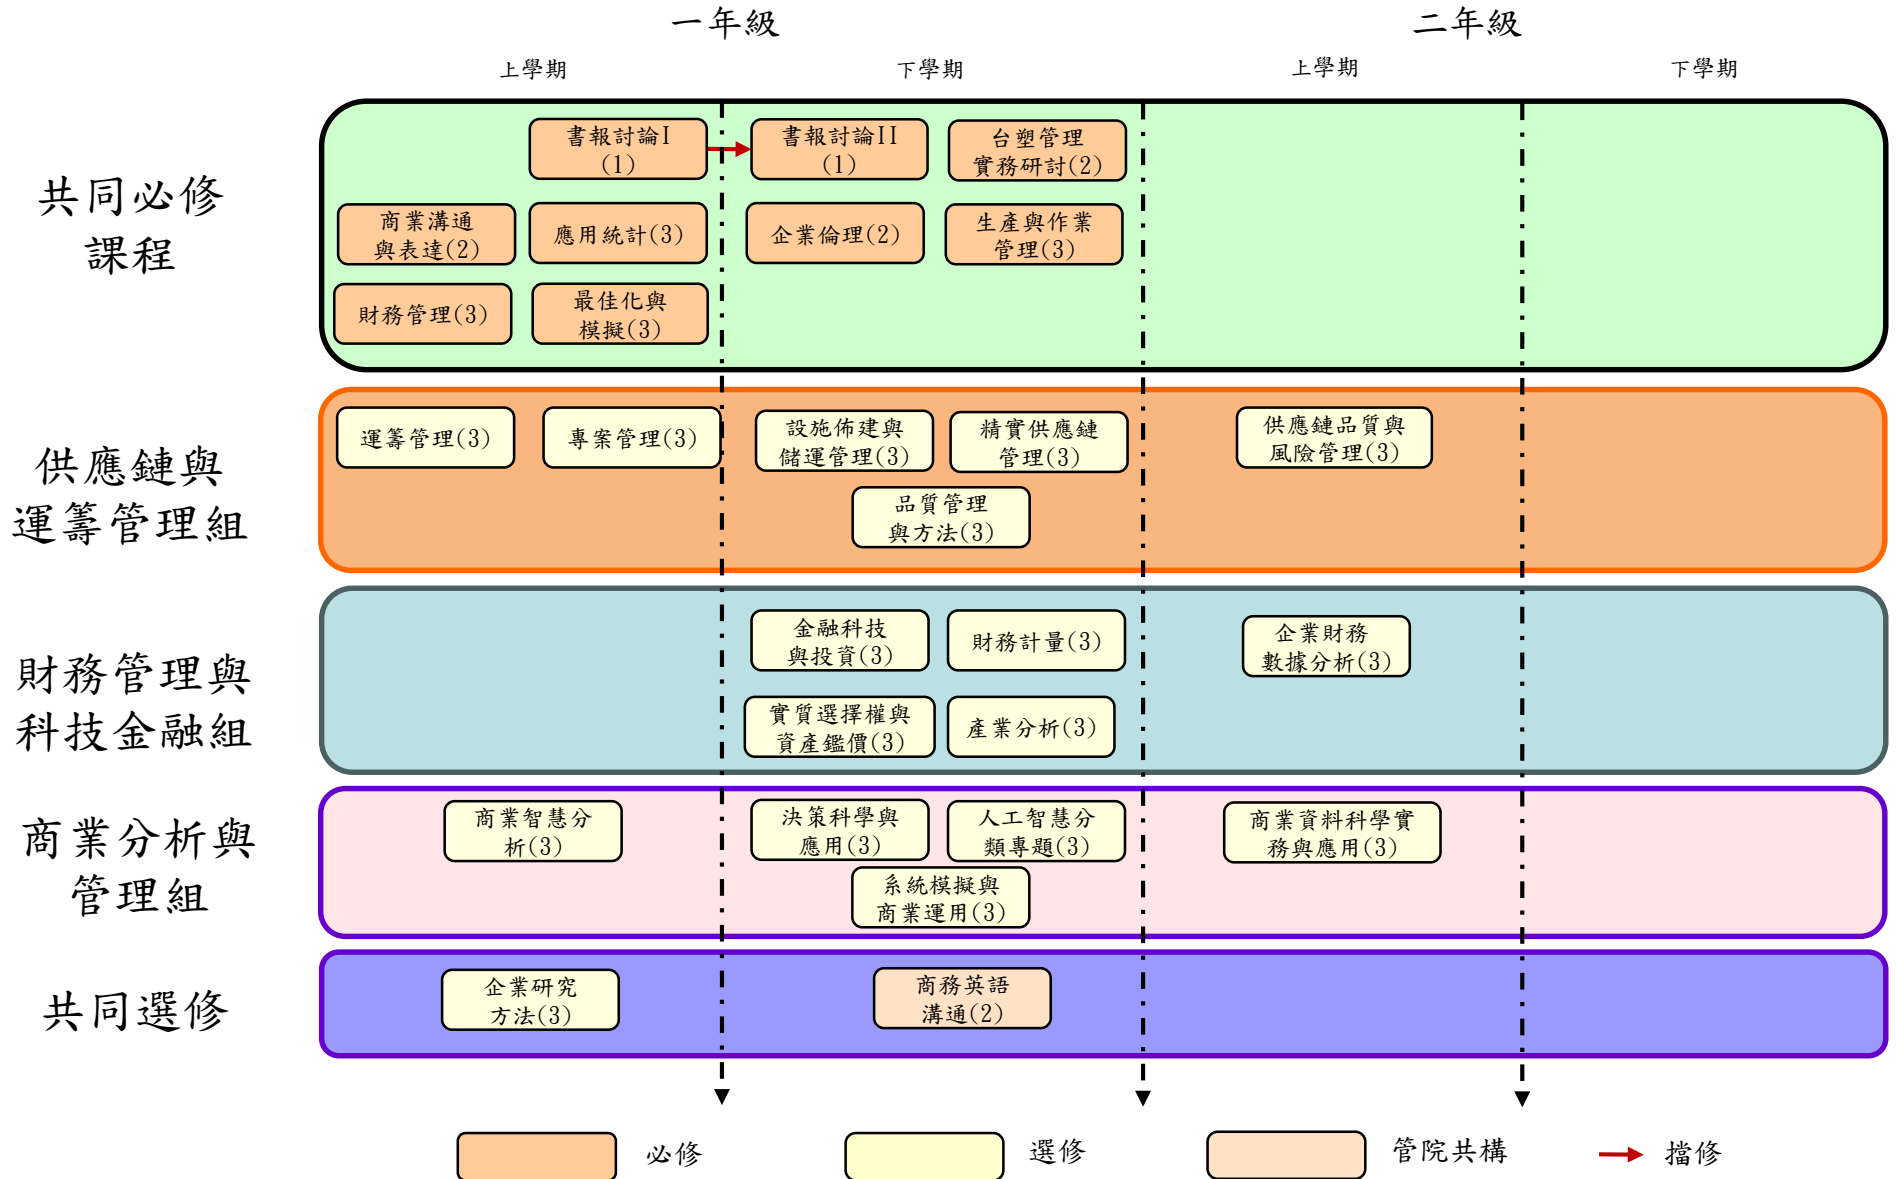 一年級
二年級
上學期
下學期
上學期
下學期
共同必修
課程
書報討論I
(1)
書報討論II
(1)
台塑管理
實務研討(2)
商業溝通
與表達(2)
應用統計(3)
企業倫理(2)
生產與作業
管理(3)
財務管理(3)
最佳化與
模擬(3)
供應鏈與
運籌管理組
運籌管理(3)
專案管理(3)
設施佈建與
儲運管理(3)
精實供應鏈
管理(3)
供應鏈品質與
風險管理(3)
品質管理
與方法(3)
財務管理與
科技金融組
金融科技
與投資(3)
財務計量(3)
企業財務
數據分析(3)
實質選擇權與
資產鑑價(3)
產業分析(3)
商業分析與
管理組
商業智慧分
析(3)
決策科學與
應用(3)
人工智慧分
類專題(3)
商業資料科學實
務與應用(3)
系統模擬與
商業運用(3)
共同選修
企業研究
方法(3)
商務英語
溝通(2)
必修
選修
管院共構
擋修